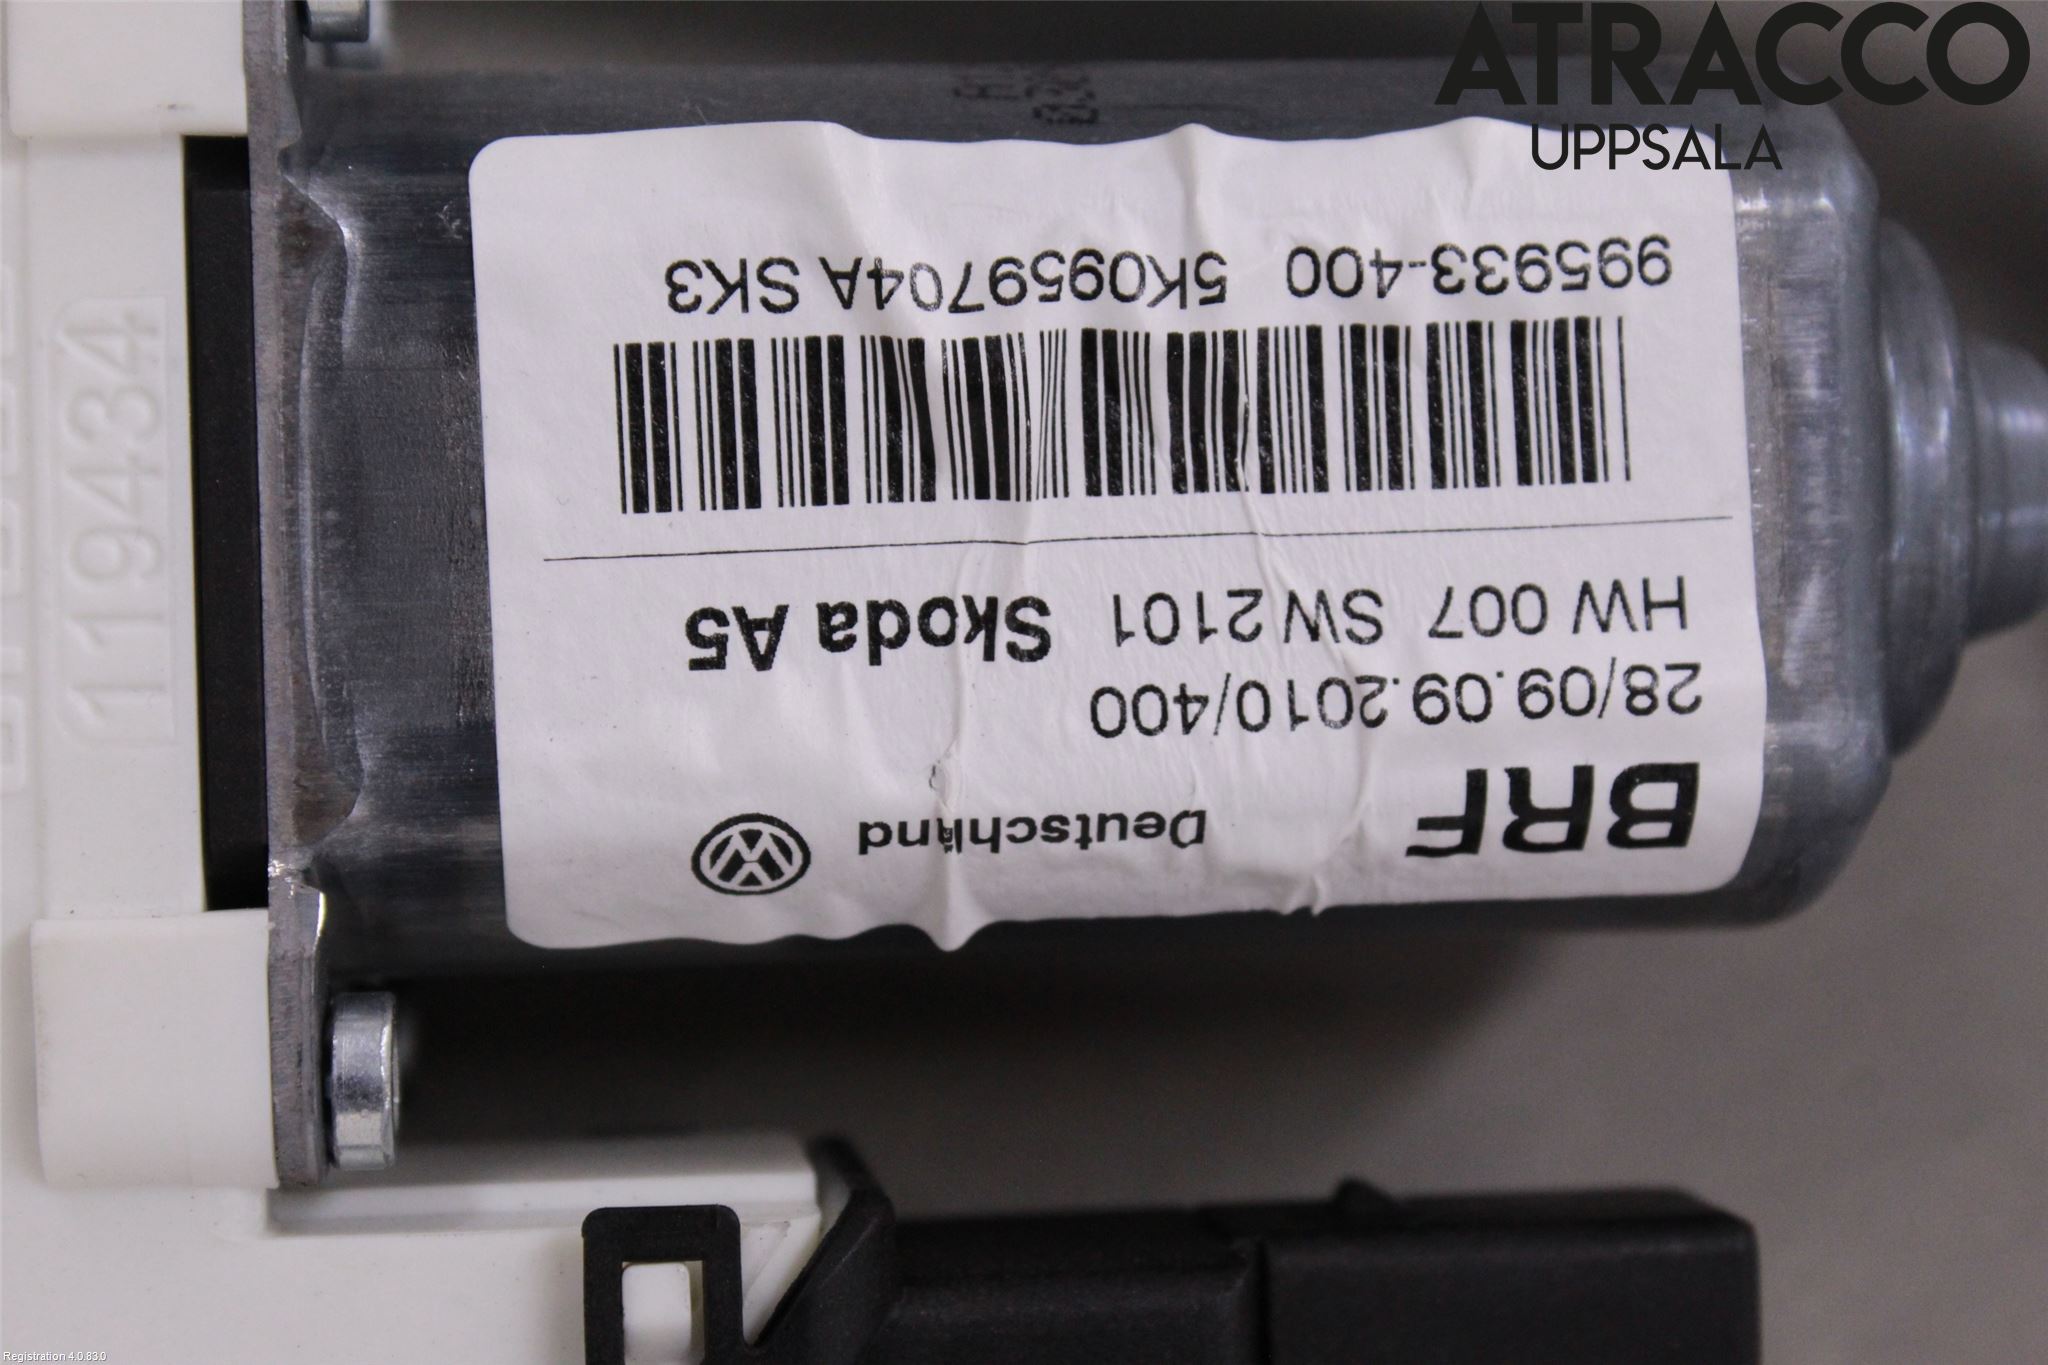 ATRACCO
UPPSALA
BRF Deutschland
28/09.09.2010/400
HW 007 SW 2101 Skoda A5
995933-400 5K0959704A SK3
119434
Registration 4.0.83.0